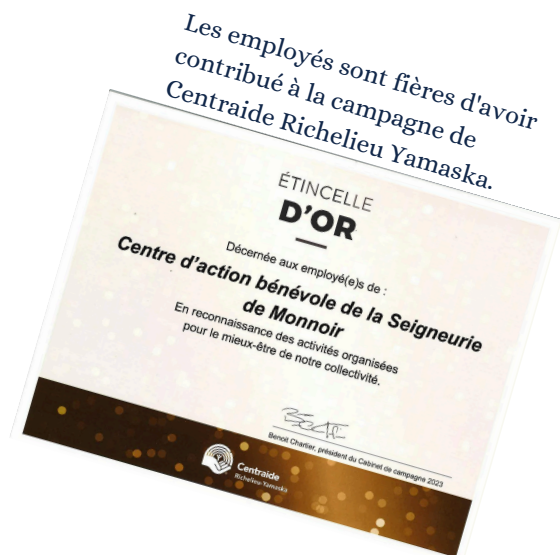 Les employés sont fières d'avoir
contribué à la campagne de
Centraide Richelieu Yamaska.
ÉTINCELLE
D'OR
Décernée aux employé(e)s de :
Centre d'action bénévole de la Seigneurie
de Monnoir
En reconnaissance des activités organisées
pour le mieux-être de notre collectivité.
Benoit Chartier, président du Cabinet de campagne 2023
Centraide
Richelieu-Yamaska